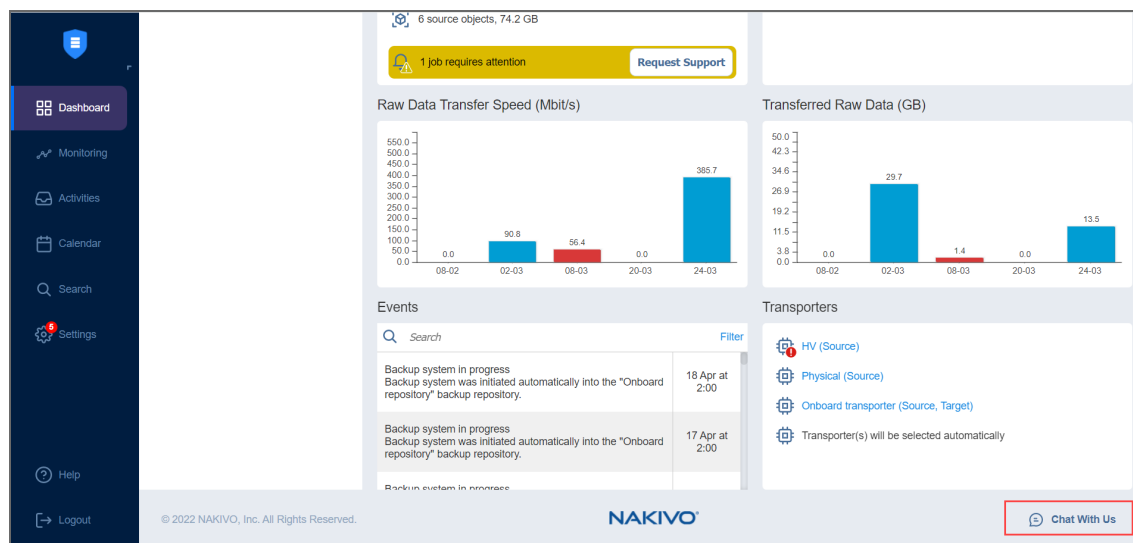 6 source objects, 74.2 GB
1 job requires attention
Request Support
Dashboard
Monitoring
Activities
Calendar
Search
5
Settings
Help
Logout
Raw Data Transfer Speed (Mbit/s)
550.0
500.0
450.0
400.0
350.0
300.0
250.0
200.0
150.0
100.0
50.0
0.0
0.0
90.8
56.4
0.0
385.7
08-02
02-03
08-03
20-03
24-03
Transferred Raw Data (GB)
50.0
42.3
34.6
26.9
19.2
11.5
3.8
0.0
0.0
29.7
1.4
0.0
13.5
08-02
02-03
08-03
20-03
24-03
Events
Search
Filter
Backup system in progress
Backup system was initiated automatically into the "Onboard
repository" backup repository.
18 Apr at
2:00
Backup system in progress
Backup system was initiated automatically into the "Onboard
repository" backup repository.
17 Apr at
2:00
Backup system in progress
Transporters
HV (Source)
Physical (Source)
Onboard transporter (Source, Target)
Transporter(s) will be selected automatically
© 2022 NAKIVO, Inc. All Rights Reserved.
NAKIVO®
Chat With Us